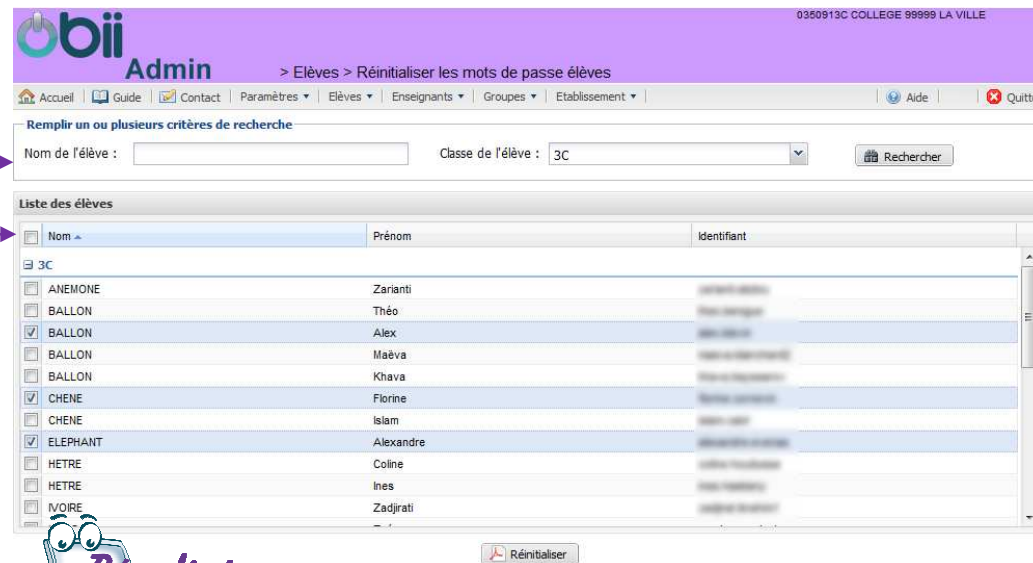 0350913C COLLEGE 99999 LA VILLE
Obii
Admin
> Elèves > Réinitialiser les mots de passe élèves
Accueil Guide Contact Paramètres Elèves Enseignants Groupes Etablissement Aide Quitt
Remplir un ou plusieurs critères de recherche
Nom de l'élève : Classe de l'élève : 3C Rechercher
Liste des élèves
Nom Prénom Identifiant
3C
ANEMONE Zarianti
BALLON Théo
BALLON Alex
BALLON Maëva
BALLON Khava
CHENE Florine
CHENE Islam
ELEPHANT Alexandre
HETRE Coline
HETRE Ines
IVOIRE Zadjirati
Réinitialiser